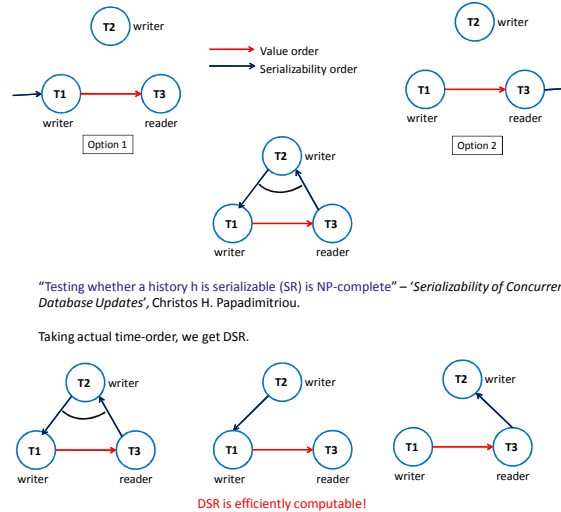 T2 writer
Value order
Serializability order
T1
T3
writer
reader
Option 1
T2 writer
T1
T3
writer
reader
Option 2
T2 writer
T1
T3
writer
reader
“Testing whether a history h is serializable (SR) is NP-complete” – ‘Serializability of Concurren
Database Updates’, Christos H. Papadimitriou.
Taking actual time-order, we get DSR.
T2 writer
T1
T3
writer
reader
T2 writer
T1
T3
writer
reader
T2 writer
T1
T3
writer
reader
DSR is efficiently computable!